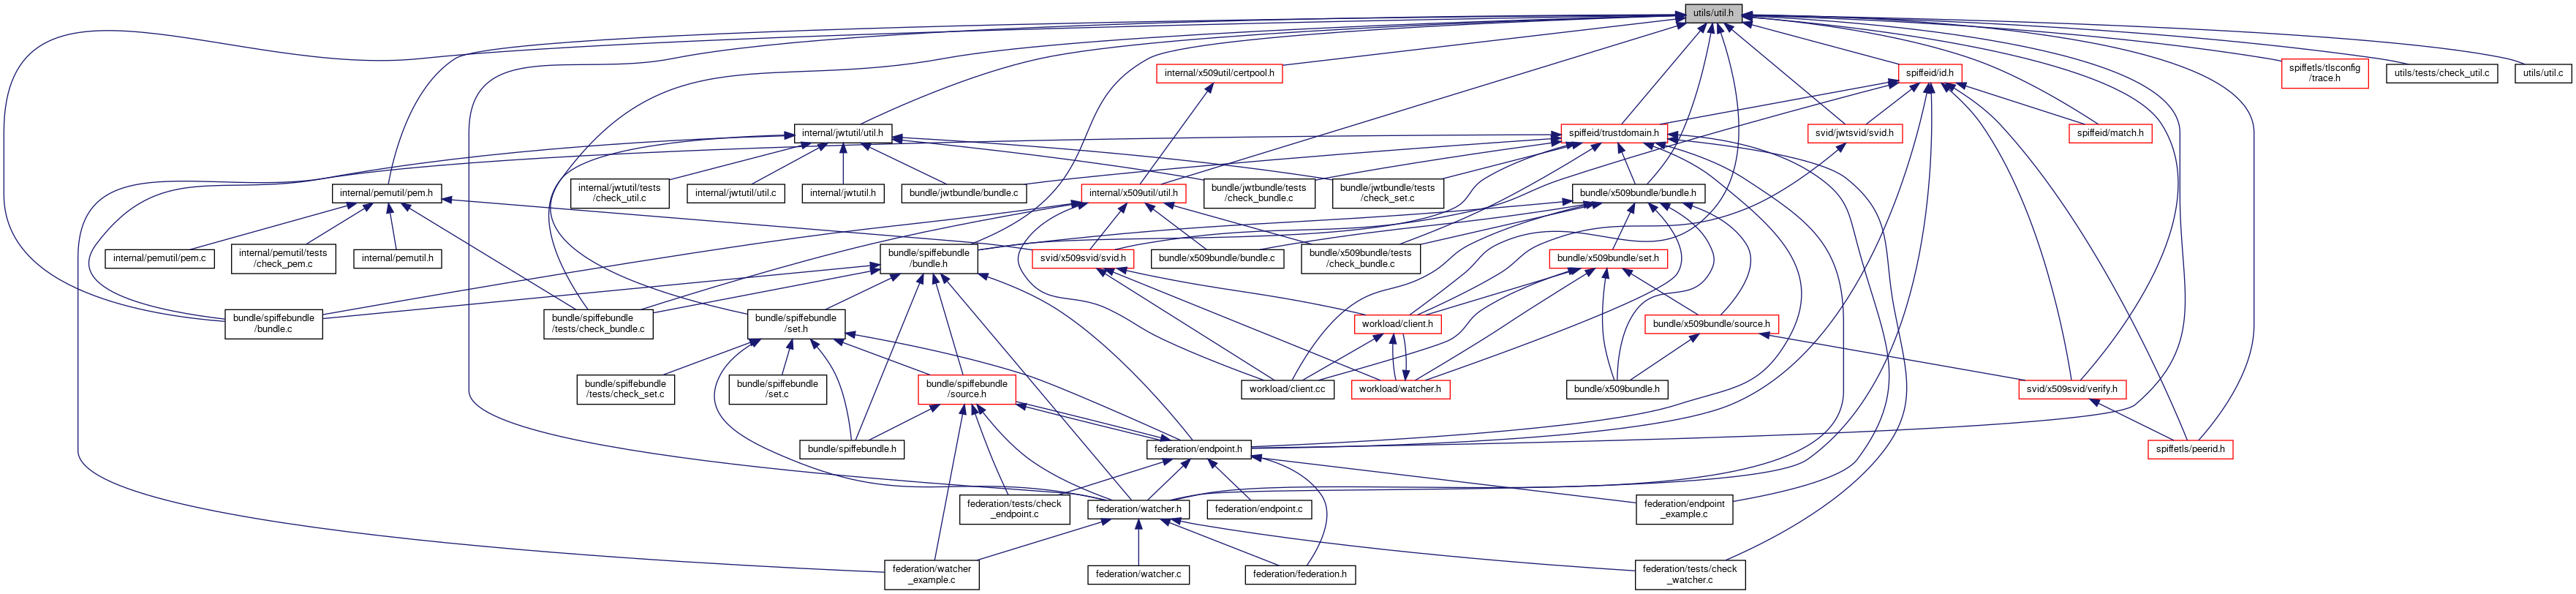 utils/util.h
internal/x509util/certpool.h
spiffeid/id.h
spiffetls/tlsconfig
/trace.h
utils/tests/check_util.c
utils/util.c
internal/jwtutil/util.h
spiffeid/trustdomain.h
svid/jwtsvid/svid.h
spiffeid/match.h
internal/pemutil/pem.h
internal/jwtutil/tests
/check_util.c
internal/jwtutil/util.c
internal/jwtutil.h
bundle/jwtbundle/bundle.c
internal/x509util/util.h
bundle/jwtbundle/tests
/check_bundle.c
bundle/jwtbundle/tests
/check_set.c
bundle/x509bundle/bundle.h
internal/pemutil/pem.c
internal/pemutil/tests
/check_pem.c
internal/pemutil.h
bundle/spiffebundle
/bundle.h
svid/x509svid/svid.h
bundle/x509bundle/bundle.c
bundle/x509bundle/tests
/check_bundle.c
bundle/x509bundle/set.h
bundle/spiffebundle
/bundle.c
bundle/spiffebundle
/tests/check_bundle.c
bundle/spiffebundle
/set.h
workload/client.h
bundle/x509bundle/source.h
bundle/spiffebundle
/tests/check_set.c
bundle/spiffebundle
/set.c
bundle/spiffebundle
/source.h
workload/client.cc
workload/watcher.h
bundle/x509bundle.h
svid/x509svid/verify.h
bundle/spiffebundle.h
federation/endpoint.h
spiffetls/peerid.h
federation/tests/check
_endpoint.c
federation/watcher.h
federation/endpoint.c
federation/endpoint
_example.c
federation/watcher
_example.c
federation/watcher.c
federation/federation.h
federation/tests/check
_watcher.c